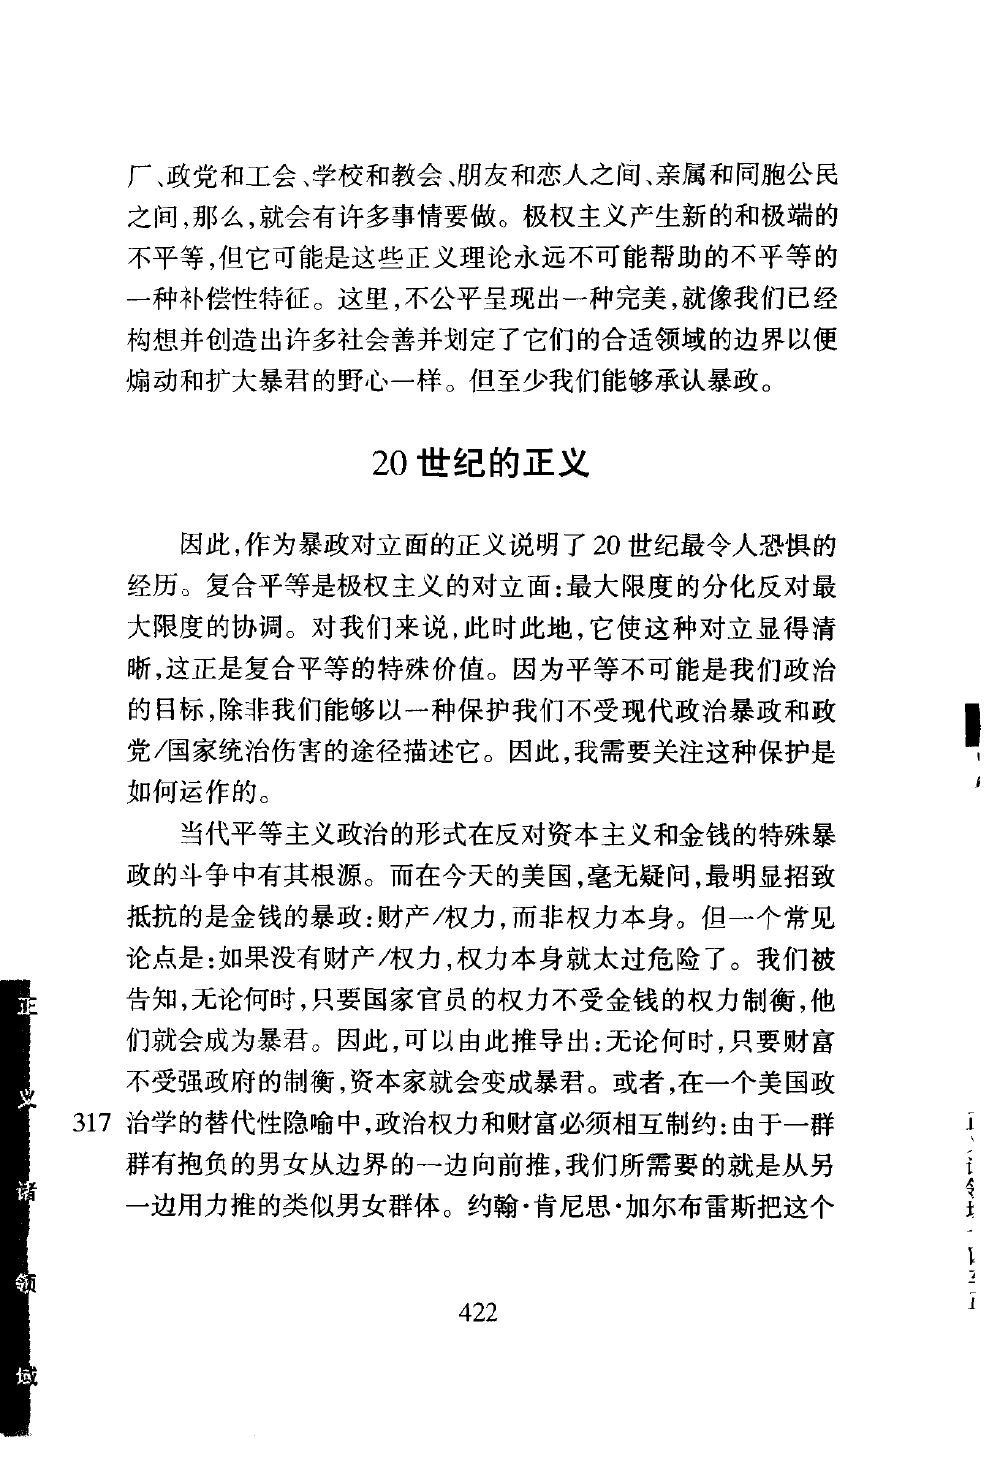 厂、政党和工会、学校和教会、朋友和恋人之间、亲属和同胞公民
之间,那么,就会有许多事情要做。极权主义产生新的和极端的
不平等,但它可能是这些正义理论永远不可能帮助的不平等的
一种补偿性特征。这里,不公平呈现出一种完美,就像我们已经
构想并创造出许多社会善并划定了它们的合适领域的边界以便
煽动和扩大暴君的野心一样。但至少我们能够承认暴政。
20世纪的正义
因此,作为暴政对立面的正义说明了20世纪最令人恐惧的
经历。复合平等是极权主义的对立面:最大限度的分化反对最
大限度的协调。对我们来说,此时此地,它使这种对立显得清
晰,这正是复合平等的特殊价值。因为平等不可能是我们政治
的目标,除非我们能够以一种保护我们不受现代政治暴政和政
党/国家统治伤害的途径描述它。因此,我需要关注这种保护是
如何运作的。
当代平等主义政治的形式在反对资本主义和金钱的特殊暴
政的斗争中有其根源。而在今天的美国,毫无疑问,最明显招致
抵抗的是金钱的暴政:财产/权力,而非权力本身。但一个常见
论点是:如果没有财产/权力,权力本身就太过危险了。我们被
告知,无论何时,只要国家官员的权力不受金钱的权力制衡,他
们就会成为暴君。因此,可以由此推导出:无论何时,只要财富
不受强政府的制衡,资本家就会变成暴君。或者,在一个美国政
317 治学的替代性隐喻中,政治权力和财富必须相互制约:由于一群
群有抱负的男女从边界的一边向前推,我们所需要的就是从另
一边用力推的类似男女群体。约翰·肯尼思·加尔布雷斯把这个
422
正义诸领域